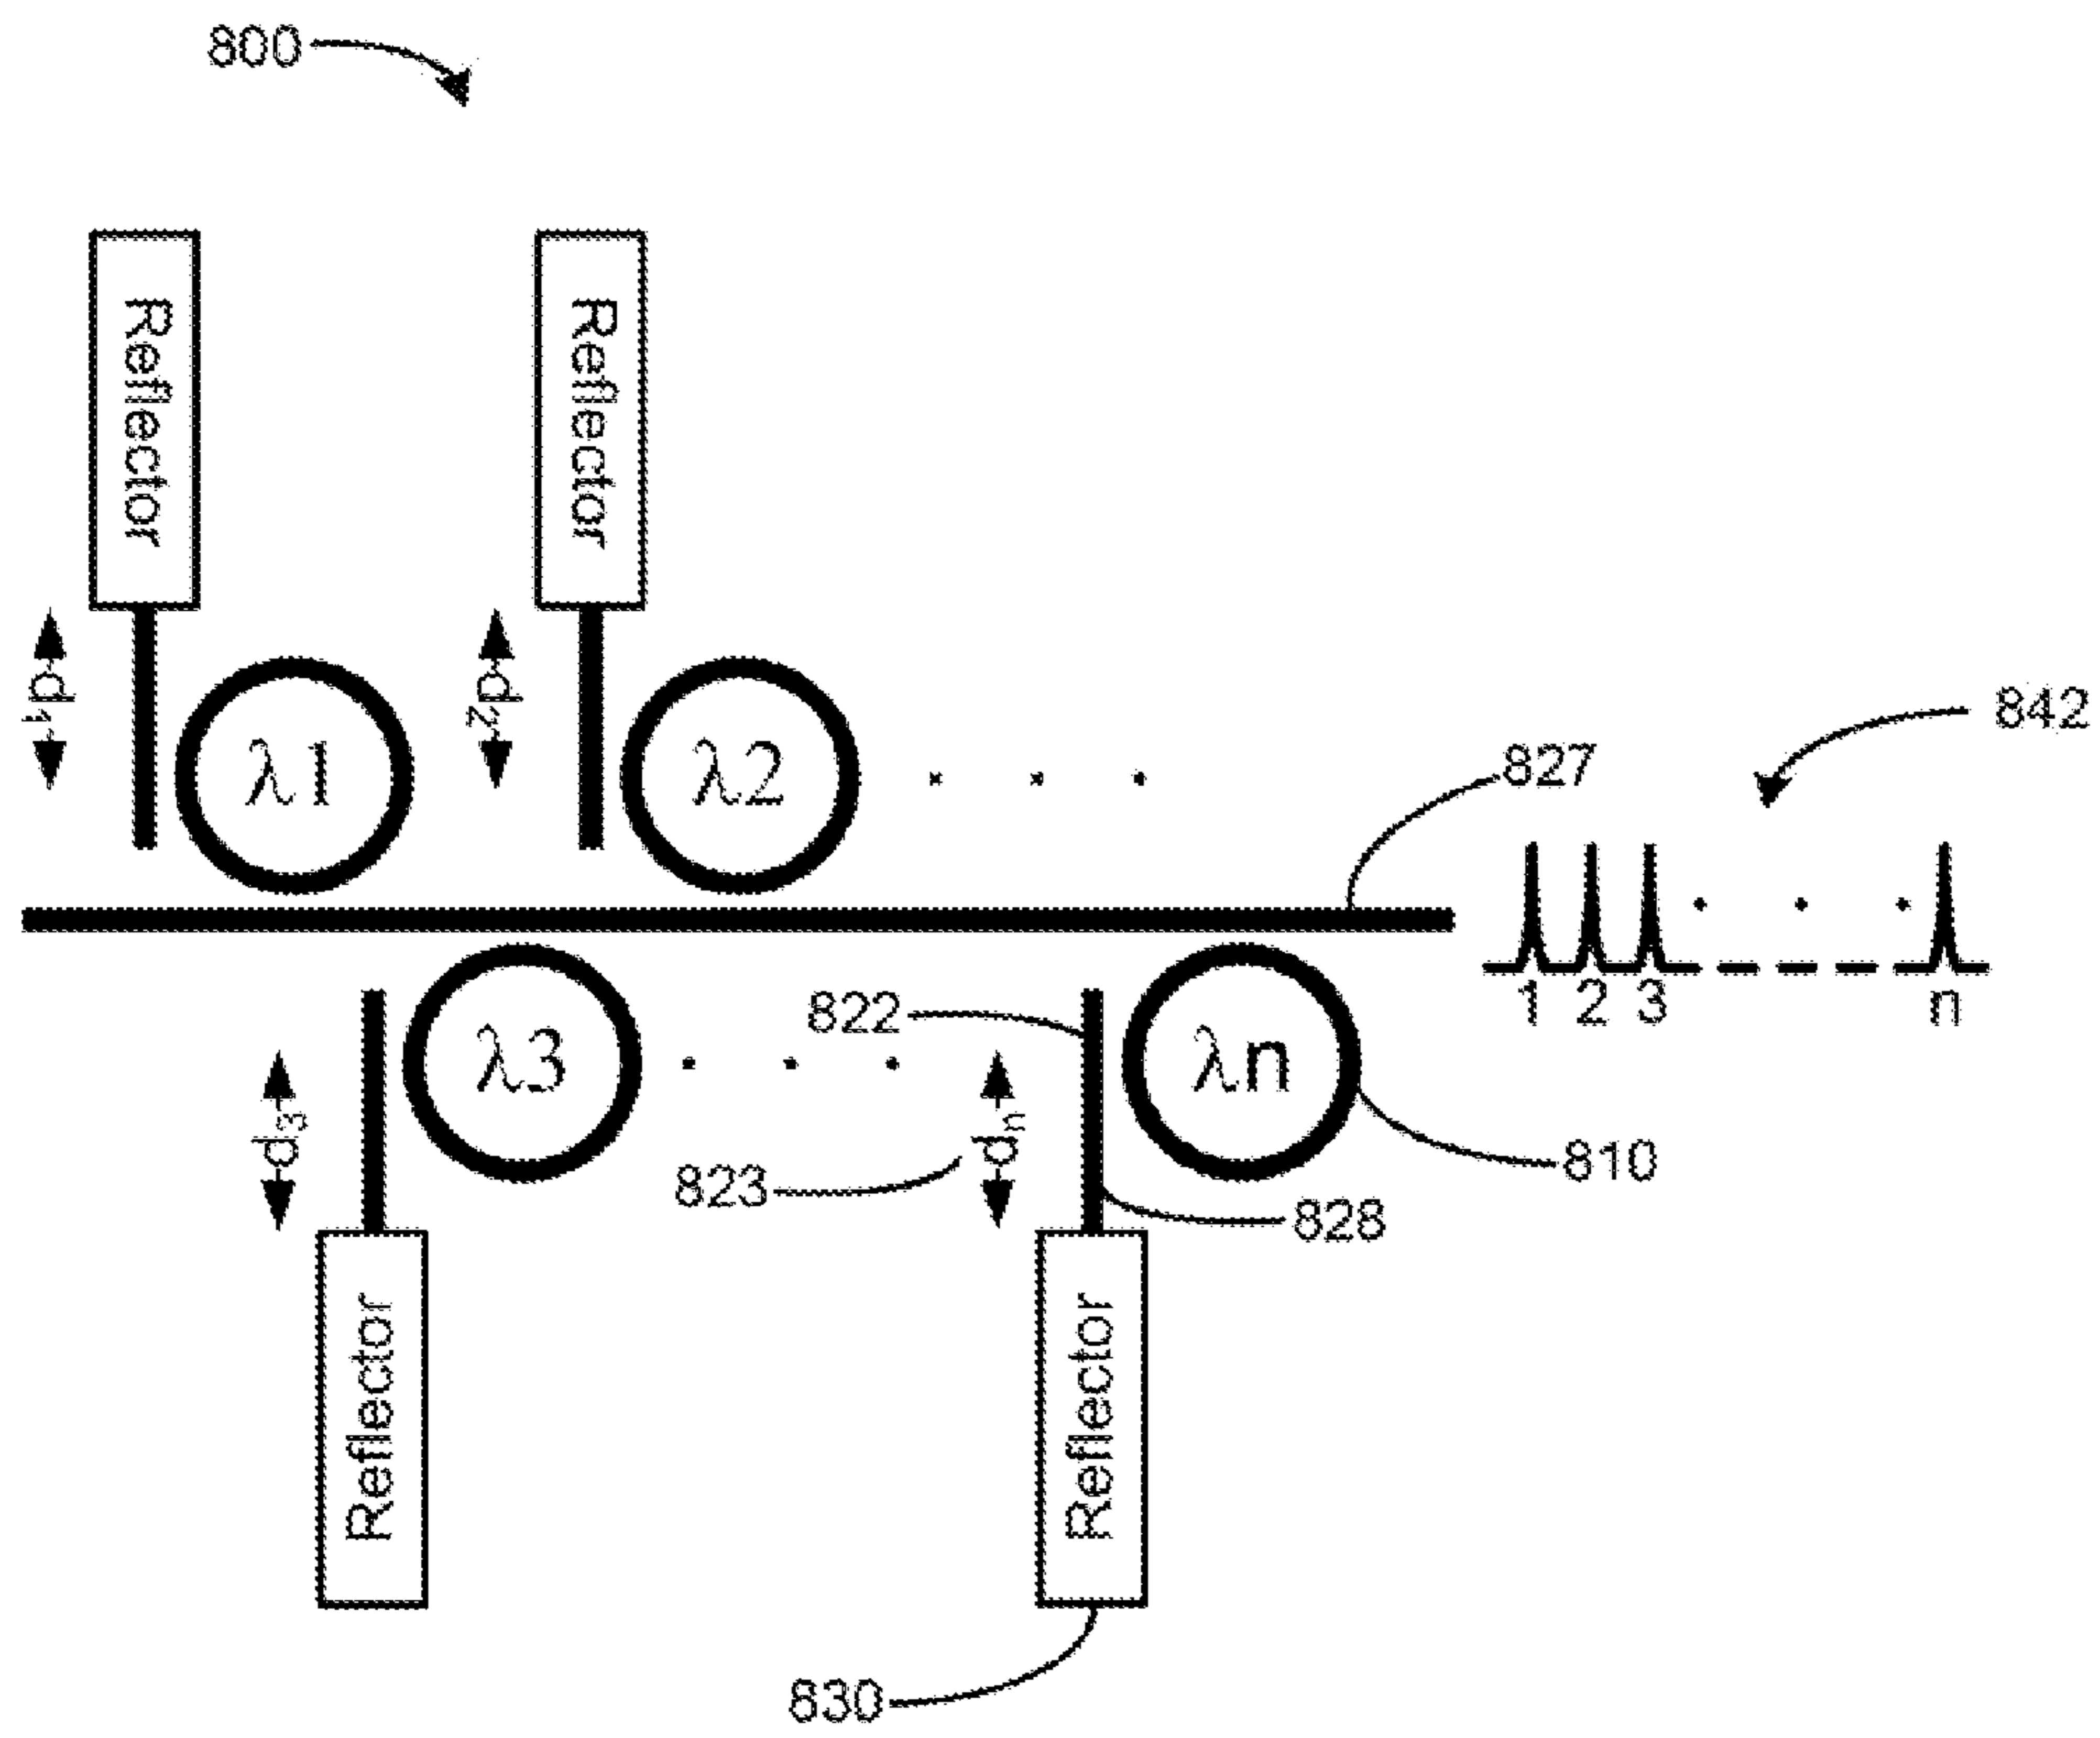 800
Reflector
Reflector
d1
λ1
d2
λ2
842
827
1 2 3 n
822
λ3
λn
d3
823
dn
810
828
Reflector
Reflector
830